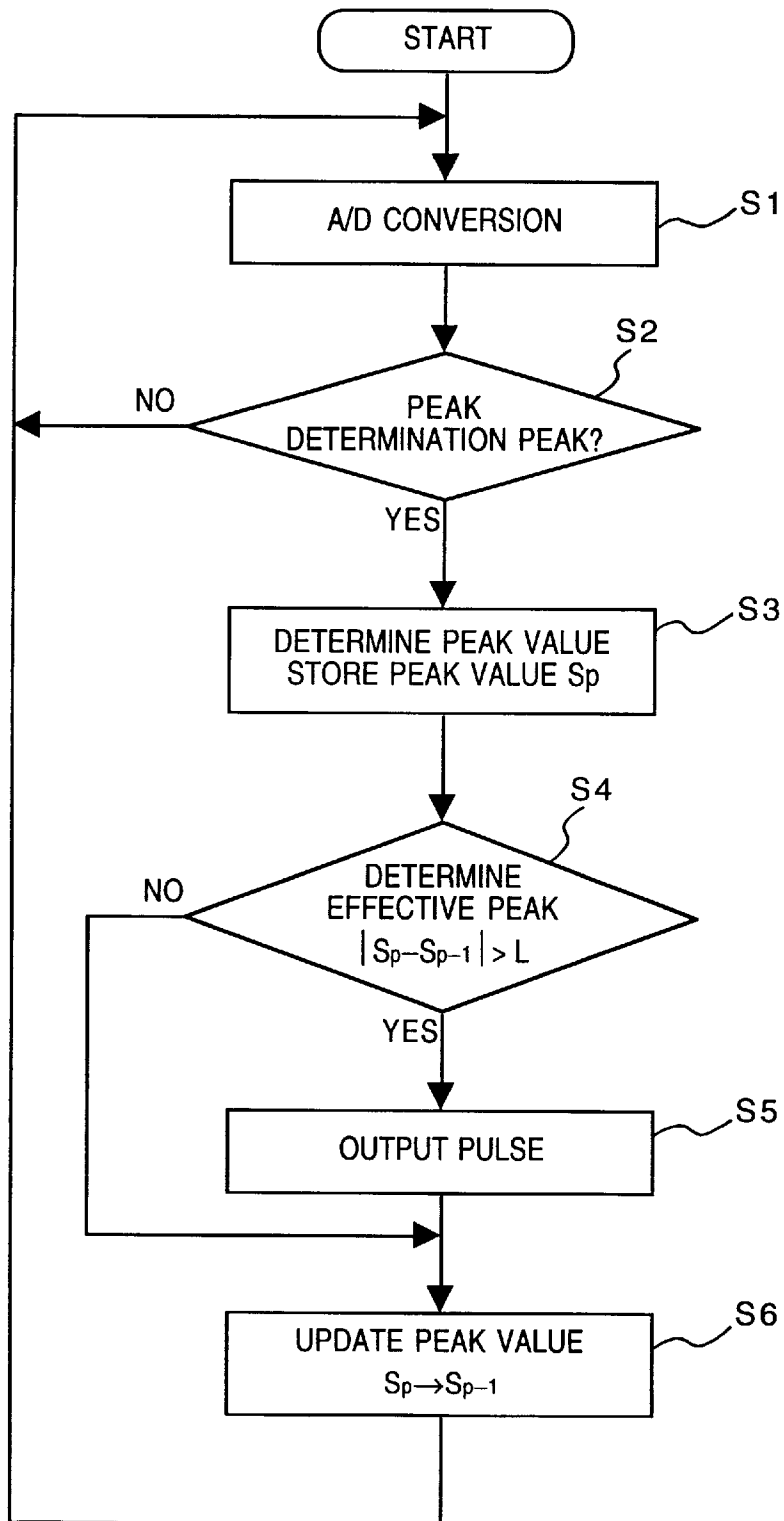 START
A/D CONVERSION
S1
S2
NO
PEAK
DETERMINATION PEAK?
YES
S3
DETERMINE PEAK VALUE
STORE PEAK VALUE Sp
S4
NO
DETERMINE
EFFECTIVE PEAK
|Sp−Sp−1| > L
YES
S5
OUTPUT PULSE
S6
UPDATE PEAK VALUE
Sp→Sp−1